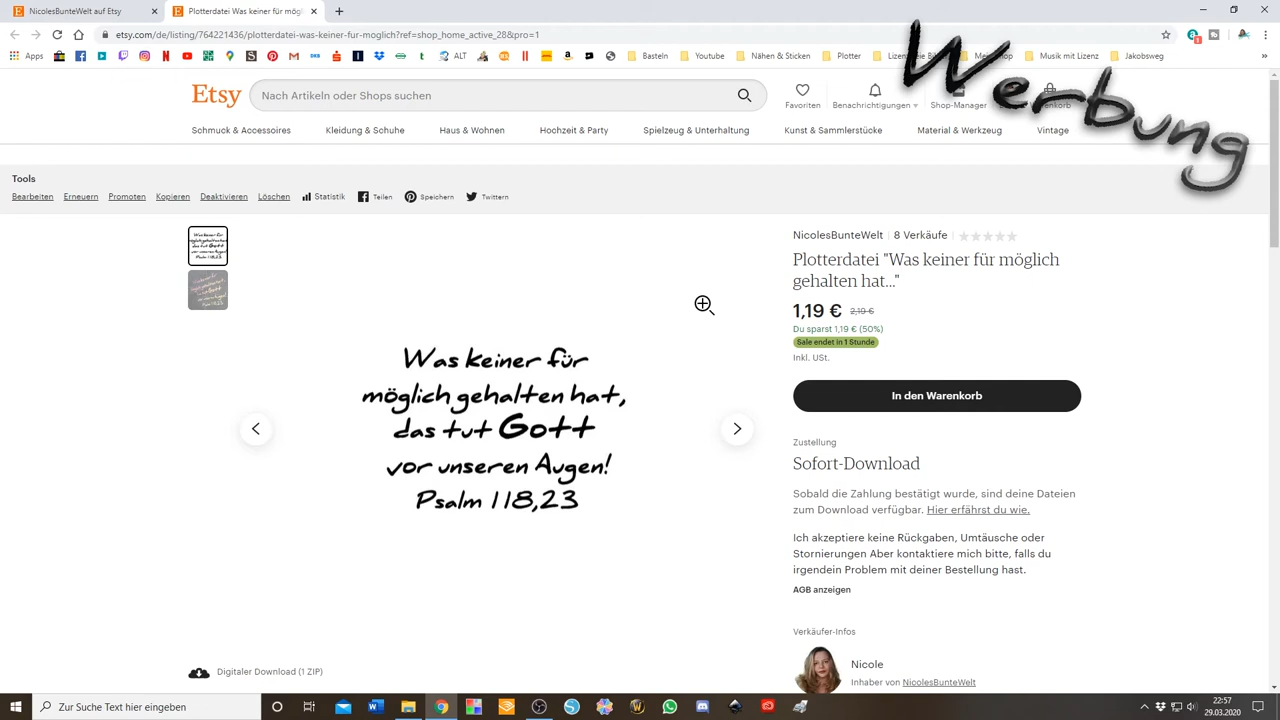 NicolesBunteWelt auf Etsy
Plotterdatei "Was keiner für mögli
etsy.com/de/listing/764221436/plotterdatei-was-keiner-fur-moglich?ref=shop_home_active_28&pro=1
Apps
ALT
Basteln
Youtube
Nähen & Sticken
Plotter
Musik mit Lizenz
Jakobsweg
Werbung
Etsy
Nach Artikeln oder Shops suchen
Favoriten
Benachrichtigungen
Shop-Manager
Schmuck & Accessoires
Kleidung & Schuhe
Haus & Wohnen
Hochzeit & Party
Spielzeug & Unterhaltung
Kunst & Sammlerstücke
Material & Werkzeug
Vintage
Tools
Bearbeiten Erneuern Promoten Kopieren Deaktivieren Löschen Statistik Teilen Speichern Twittern
Was keiner für
möglich gehalten hat,
das tut Gott
vor unseren Augen!
Psalm 118,23
Digitaler Download (1 ZIP)
NicolesBunteWelt 8 Verkäufe
Plotterdatei "Was keiner für möglich
gehalten hat..."
1,19 € 2,19 €
Du sparst 1,19 € (50%)
Sale endet in 1 Stunde
Inkl. USt.
In den Warenkorb
Zustellung
Sofort-Download
Sobald die Zahlung bestätigt wurde, sind deine Dateien
zum Download verfügbar. Hier erfährst du wie.
Ich akzeptiere keine Rückgaben, Umtäusche oder
Stornierungen Aber kontaktiere mich bitte, falls du
irgendein Problem mit deiner Bestellung hast.
AGB anzeigen
Verkäufer-Infos
Nicole
Inhaber von NicolesBunteWelt
Zur Suche Text hier eingeben
22:57
29.03.2020